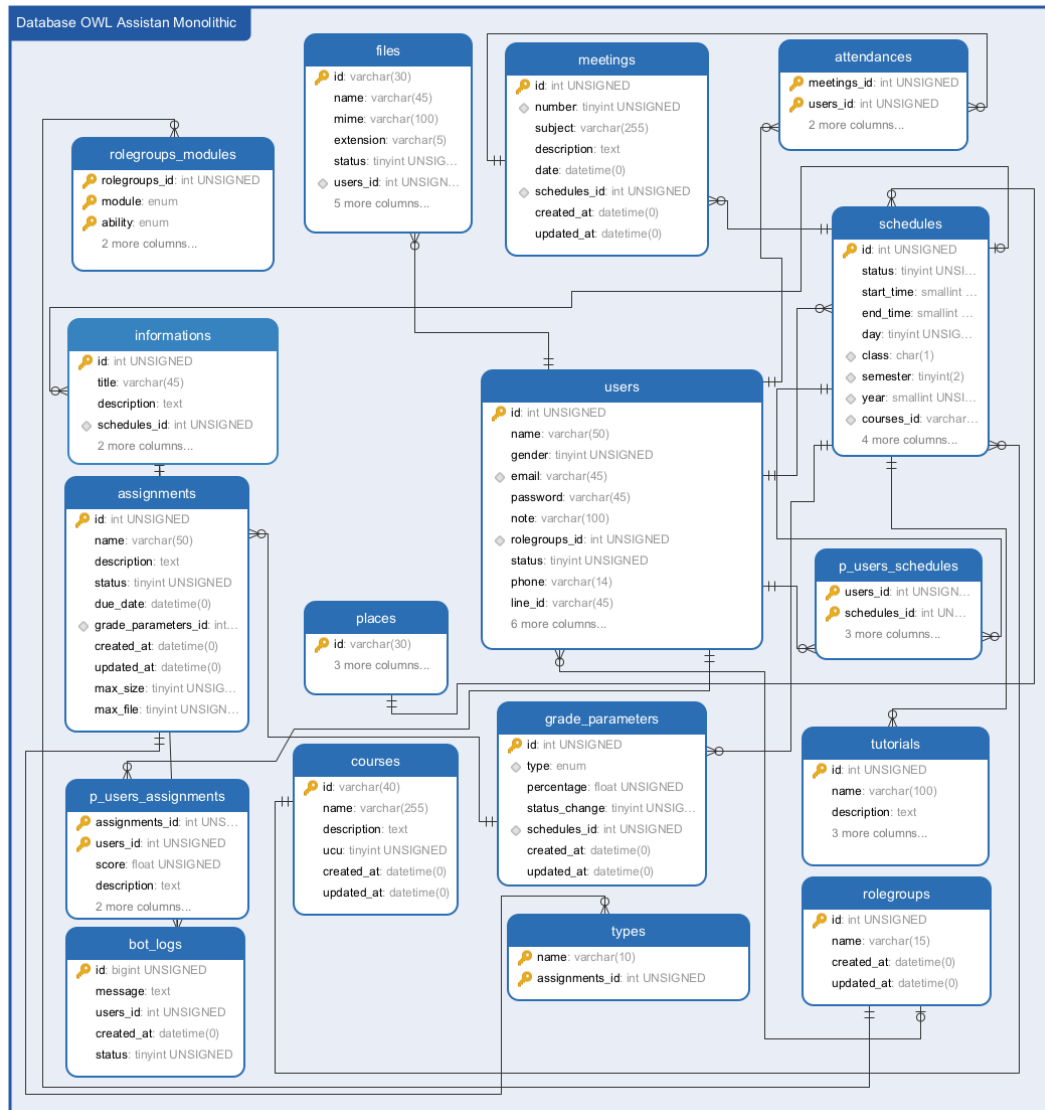 Database OWL Assistan Monolithic
files
id: varchar(30)
name: varchar(45)
mime: varchar(100)
extension: varchar(5)
status: tinyint UNSIG...
users_id: int UNSIGN...
5 more columns...
meetings
id: int UNSIGNED
number: tinyint UNSIGNED
subject: varchar(255)
description: text
date: datetime(0)
schedules_id: int UNSIGNED
created_at: datetime(0)
updated_at: datetime(0)
attendances
meetings_id: int UNSIGNED
users_id: int UNSIGNED
2 more columns...
rolegroups_modules
rolegroups_id: int UNSIGNED
module: enum
ability: enum
2 more columns...
schedules
id: int UNSIGNED
status: tinyint UNSI...
start_time: smallint ...
end_time: smallint ...
day: tinyint UNSIG...
class: char(1)
semester: tinyint(2)
year: smallint UNSI...
courses_id: varchar...
4 more columns...
informations
id: int UNSIGNED
title: varchar(45)
description: text
schedules_id: int UNSIGNED
2 more columns...
users
id: int UNSIGNED
name: varchar(50)
gender: tinyint UNSIGNED
email: varchar(45)
password: varchar(45)
note: varchar(100)
rolegroups_id: int UNSIGNED
status: tinyint UNSIGNED
phone: varchar(14)
line_id: varchar(45)
6 more columns...
assignments
id: int UNSIGNED
name: varchar(50)
description: text
status: tinyint UNSIGNED
due_date: datetime(0)
grade_parameters_id: int...
created_at: datetime(0)
updated_at: datetime(0)
max_size: tinyint UNSIG...
max_file: tinyint UNSIGN...
places
id: varchar(30)
3 more columns...
p_users_schedules
users_id: int UNSIGN...
schedules_id: int UN...
3 more columns...
grade_parameters
id: int UNSIGNED
type: enum
percentage: float UNSIGNED
status_change: tinyint UNSIG...
schedules_id: int UNSIGNED
created_at: datetime(0)
updated_at: datetime(0)
tutorials
id: int UNSIGNED
name: varchar(100)
description: text
3 more columns...
courses
id: varchar(40)
name: varchar(255)
description: text
ucu: tinyint UNSIGNED
created_at: datetime(0)
updated_at: datetime(0)
p_users_assignments
assignments_id: int UNS...
users_id: int UNSIGNED
score: float UNSIGNED
description: text
2 more columns...
rolegroups
id: int UNSIGNED
name: varchar(15)
created_at: datetime(0)
updated_at: datetime(0)
types
name: varchar(10)
assignments_id: int UNSIGNED
bot_logs
id: bigint UNSIGNED
message: text
users_id: int UNSIGNED
created_at: datetime(0)
status: tinyint UNSIGNED